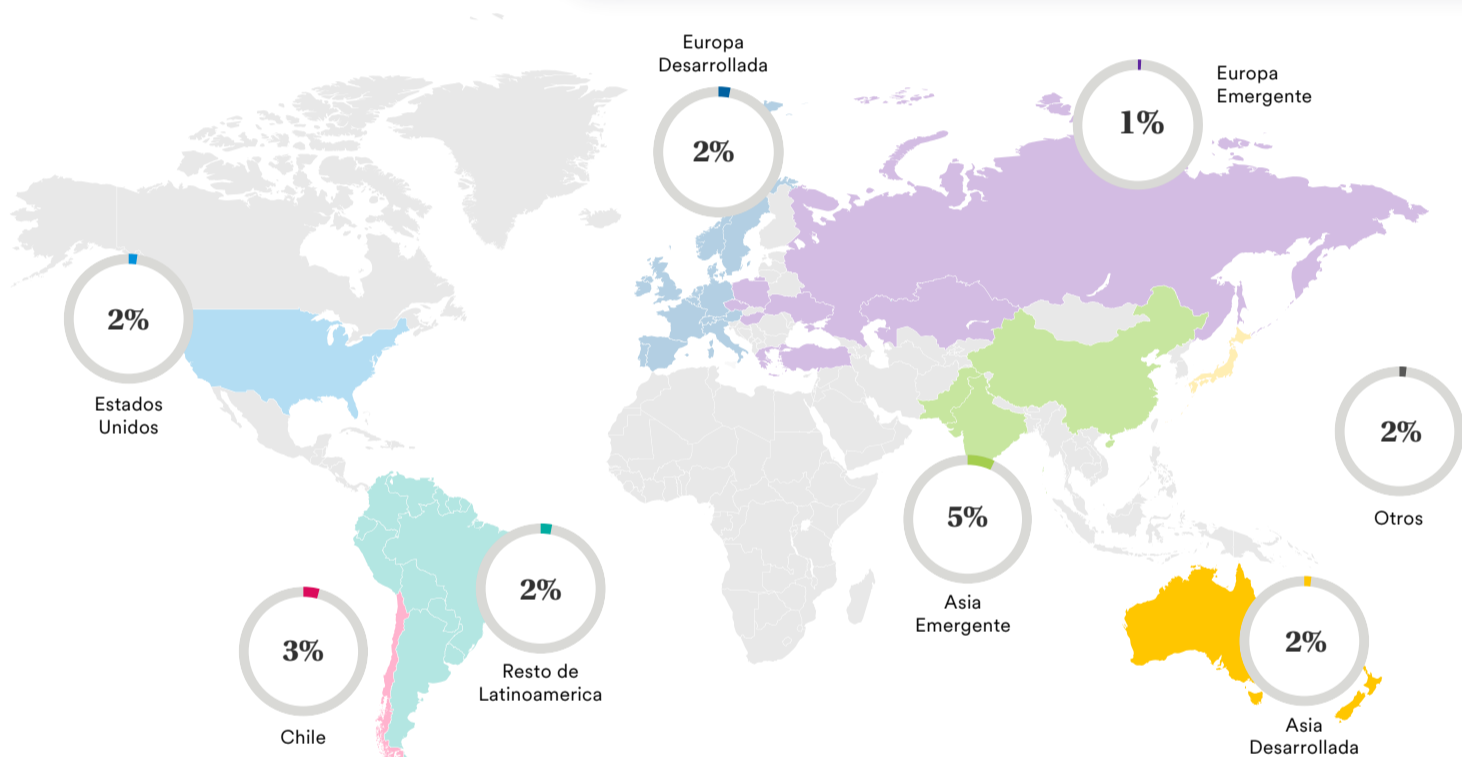 Europa
Desarrollada
2%
1%
Europa
Emergente
2%
Estados
Unidos
2%
Otros
5%
Asia
Emergente
2%
Resto de
Latinoamerica
3%
Chile
2%
Asia
Desarrollada